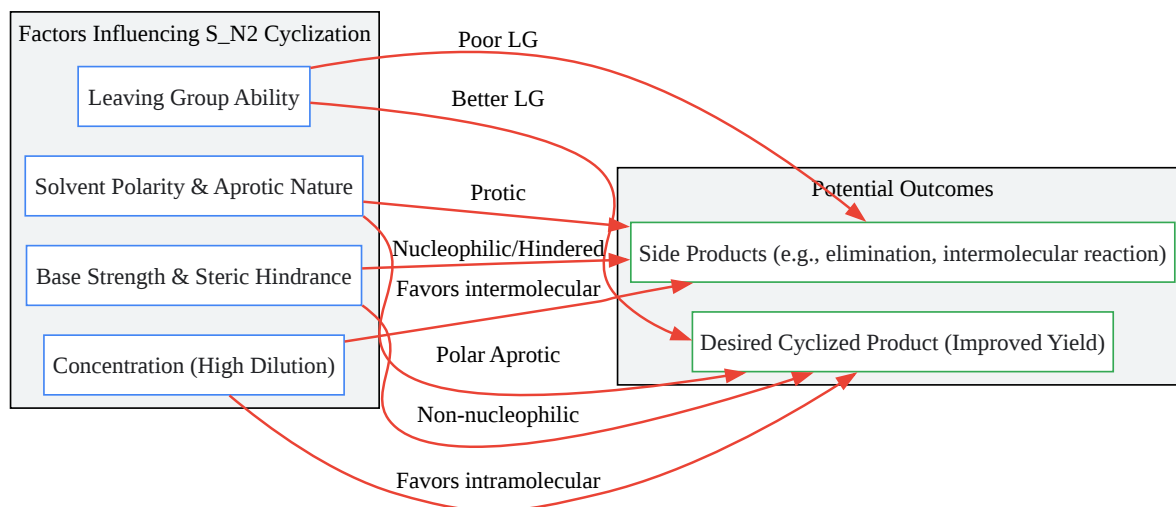 Factors Influencing S_N2 Cyclization
Leaving Group Ability
Solvent Polarity & Aprotic Nature
Base Strength & Steric Hindrance
Concentration (High Dilution)
Poor LG
Better LG
Protic
Nucleophilic/Hindered
Favors intermolecular
Polar Aprotic
Non-nucleophilic
Favors intramolecular
Potential Outcomes
Side Products (e.g., elimination, intermolecular reaction)
Desired Cyclized Product (Improved Yield)